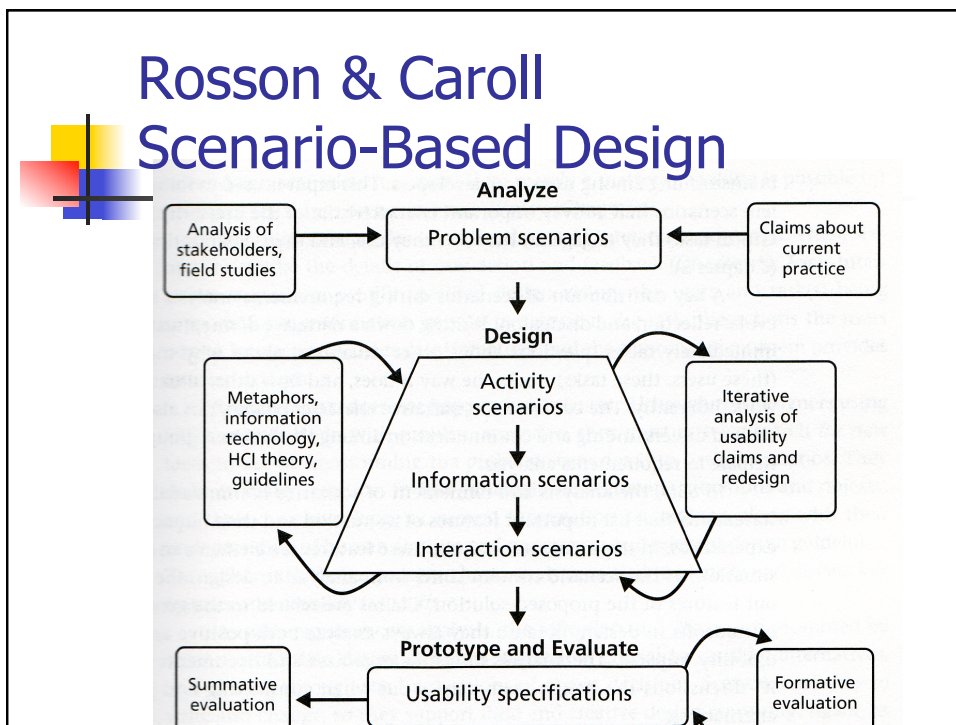 Rosson & Caroll
Scenario-Based Design
Analyze
Analysis of
stakeholders,
field studies
Problem scenarios
Claims about
current
practice
Design
Metaphors,
information
technology,
HCI theory,
guidelines
Activity
scenarios
Information scenarios
Interaction scenarios
Iterative
analysis of
usability
claims and
redesign
Prototype and Evaluate
Summative
evaluation
Usability specifications
Formative
evaluation